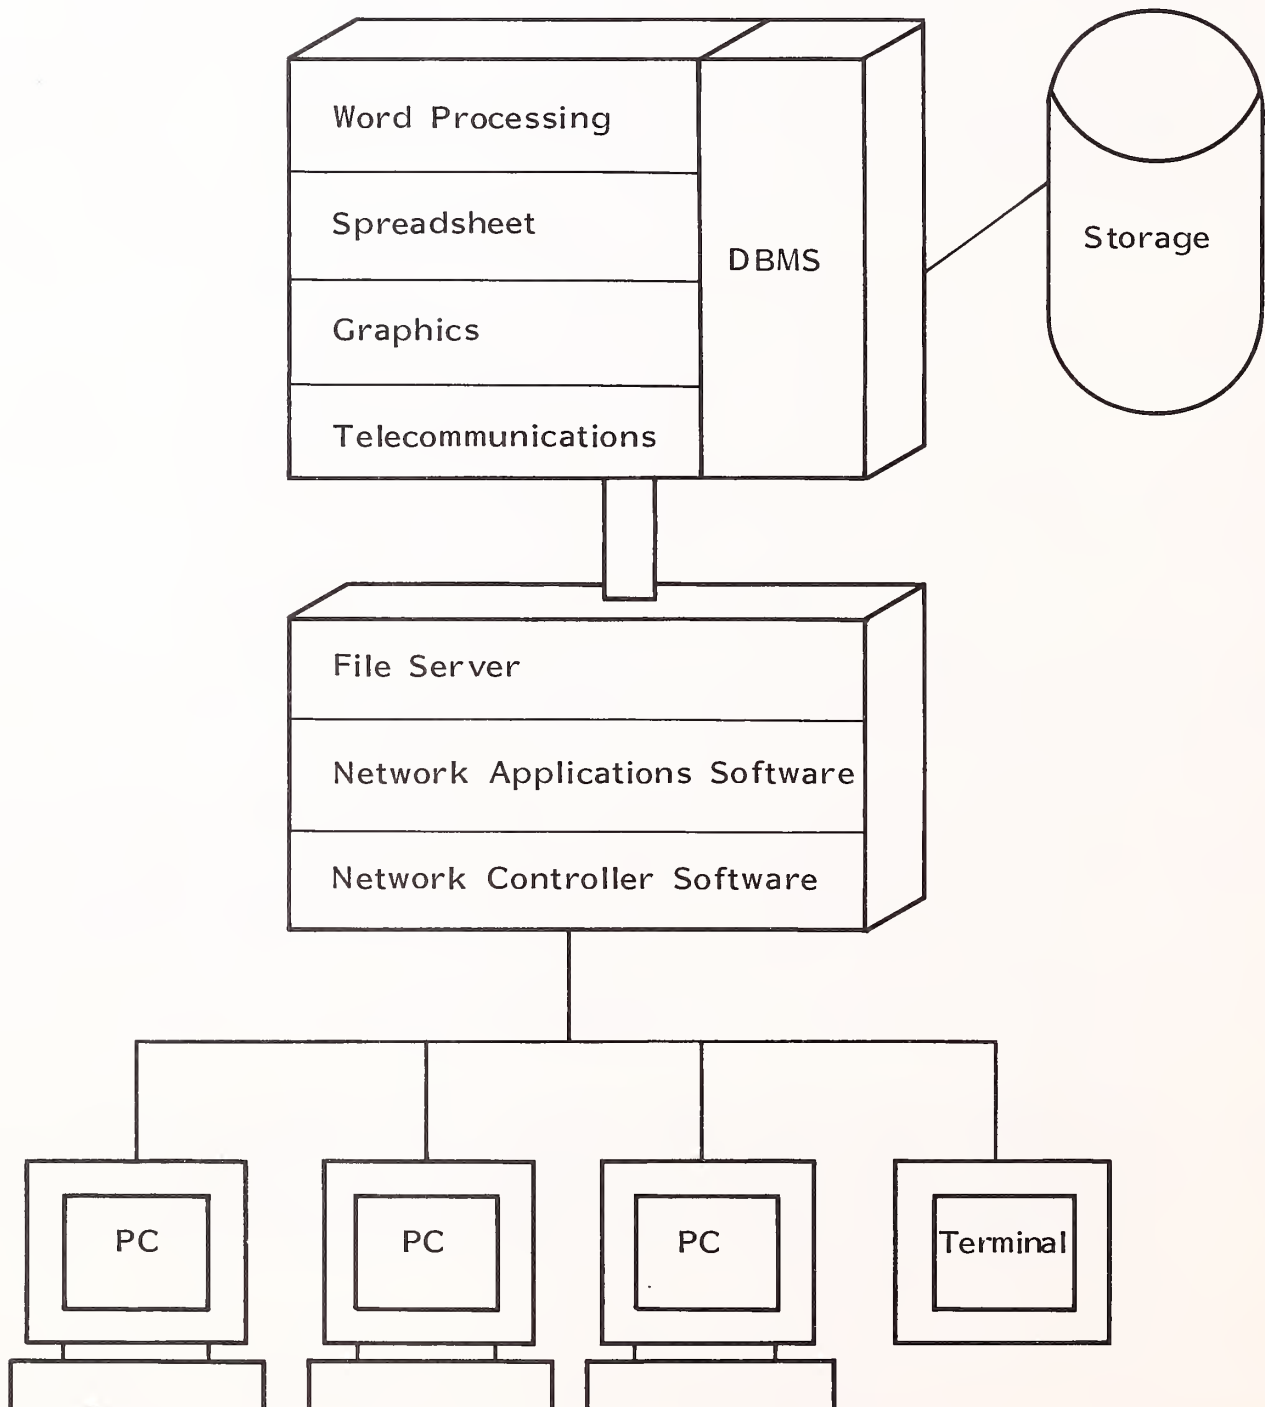 Word Processing
Spreadsheet
Graphics
Telecommunications
DBMS
Storage
File Server
Network Applications Software
Network Controller Software
PC
PC
PC
Terminal